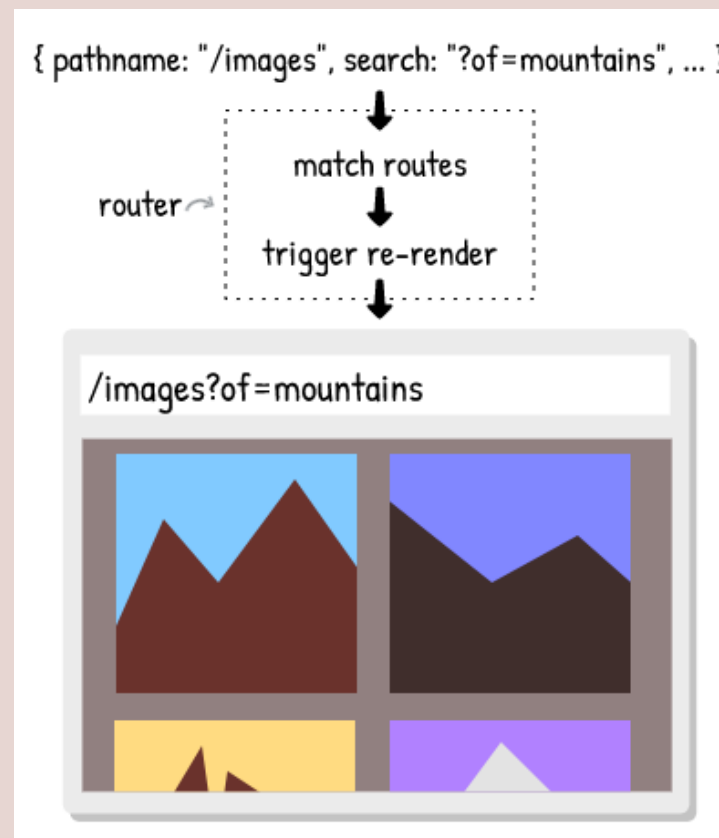 { pathname: "/images", search: "?of=mountains", ... }
match routes
router
trigger re-render
/images?of=mountains